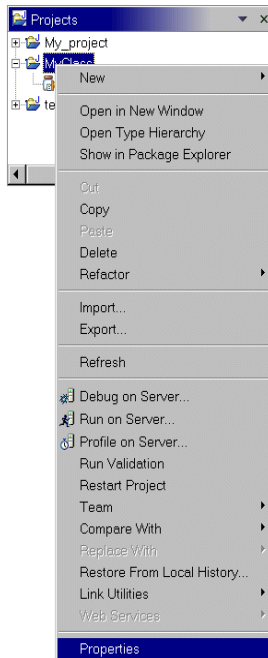 Projects
My_project
MyClass
te
New
Open in New Window
Open Type Hierarchy
Show in Package Explorer
Cut
Copy
Paste
Delete
Refactor
Import...
Export...
Refresh
Debug on Server...
Run on Server...
Profile on Server...
Run Validation
Restart Project
Team
Compare With
Replace With
Restore From Local History...
Link Utilities
Web Services
Properties